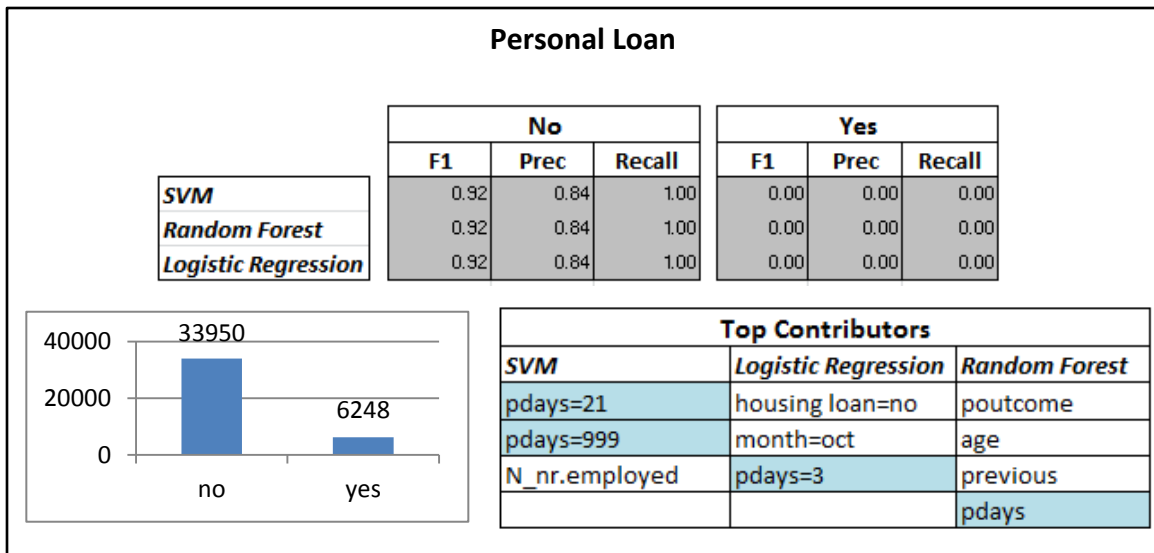 Personal Loan
No Yes
F1 Prec Recall F1 Prec Recall
SVM 0.92 0.84 1.00 0.00 0.00 0.00
Random Forest 0.92 0.84 1.00 0.00 0.00 0.00
Logistic Regression 0.92 0.84 1.00 0.00 0.00 0.00
40000
20000
0
33950
6248
no yes
Top Contributors
SVM Logistic Regression Random Forest
pdays=21 housing loan=no poutcome
pdays=999 month=oct age
N_nr.employed pdays=3 previous
pdays